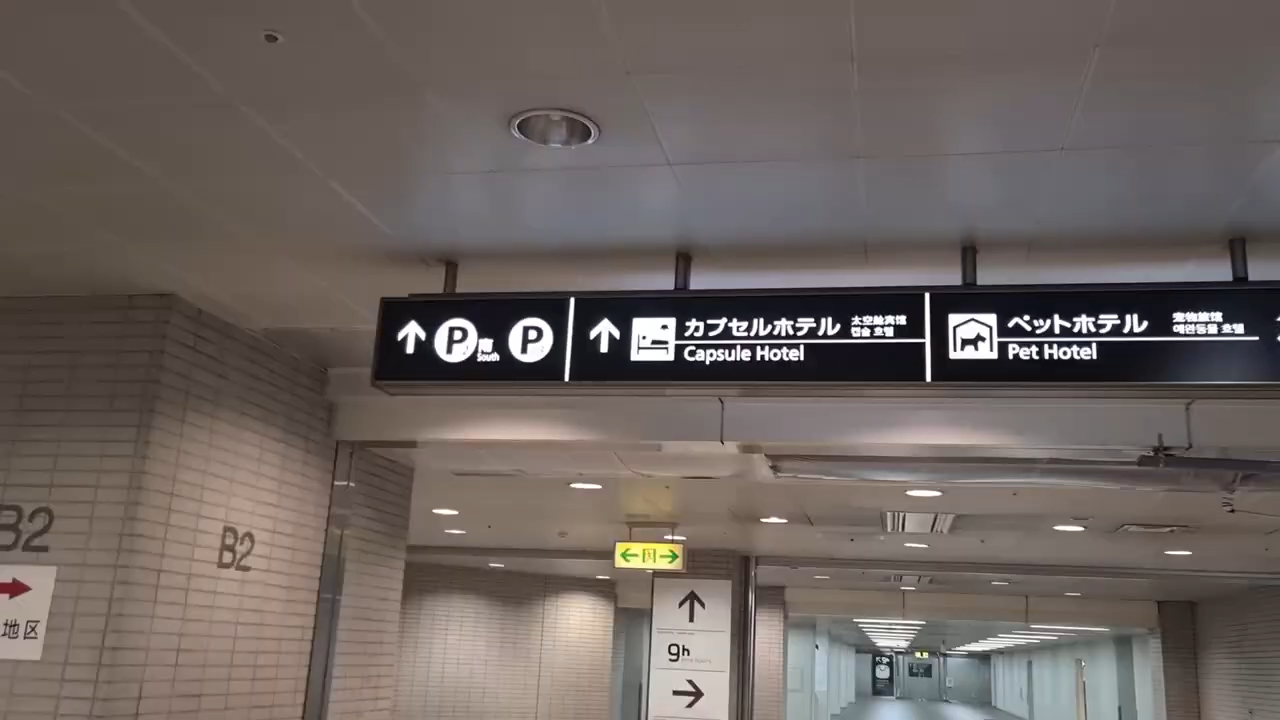 P 南 South P
カプセルホテル 太空舱宾馆 캡슐 호텔
Capsule Hotel
ペットホテル 宠物旅馆 애완동물 호텔
Pet Hotel
B2
B2
地区
9h